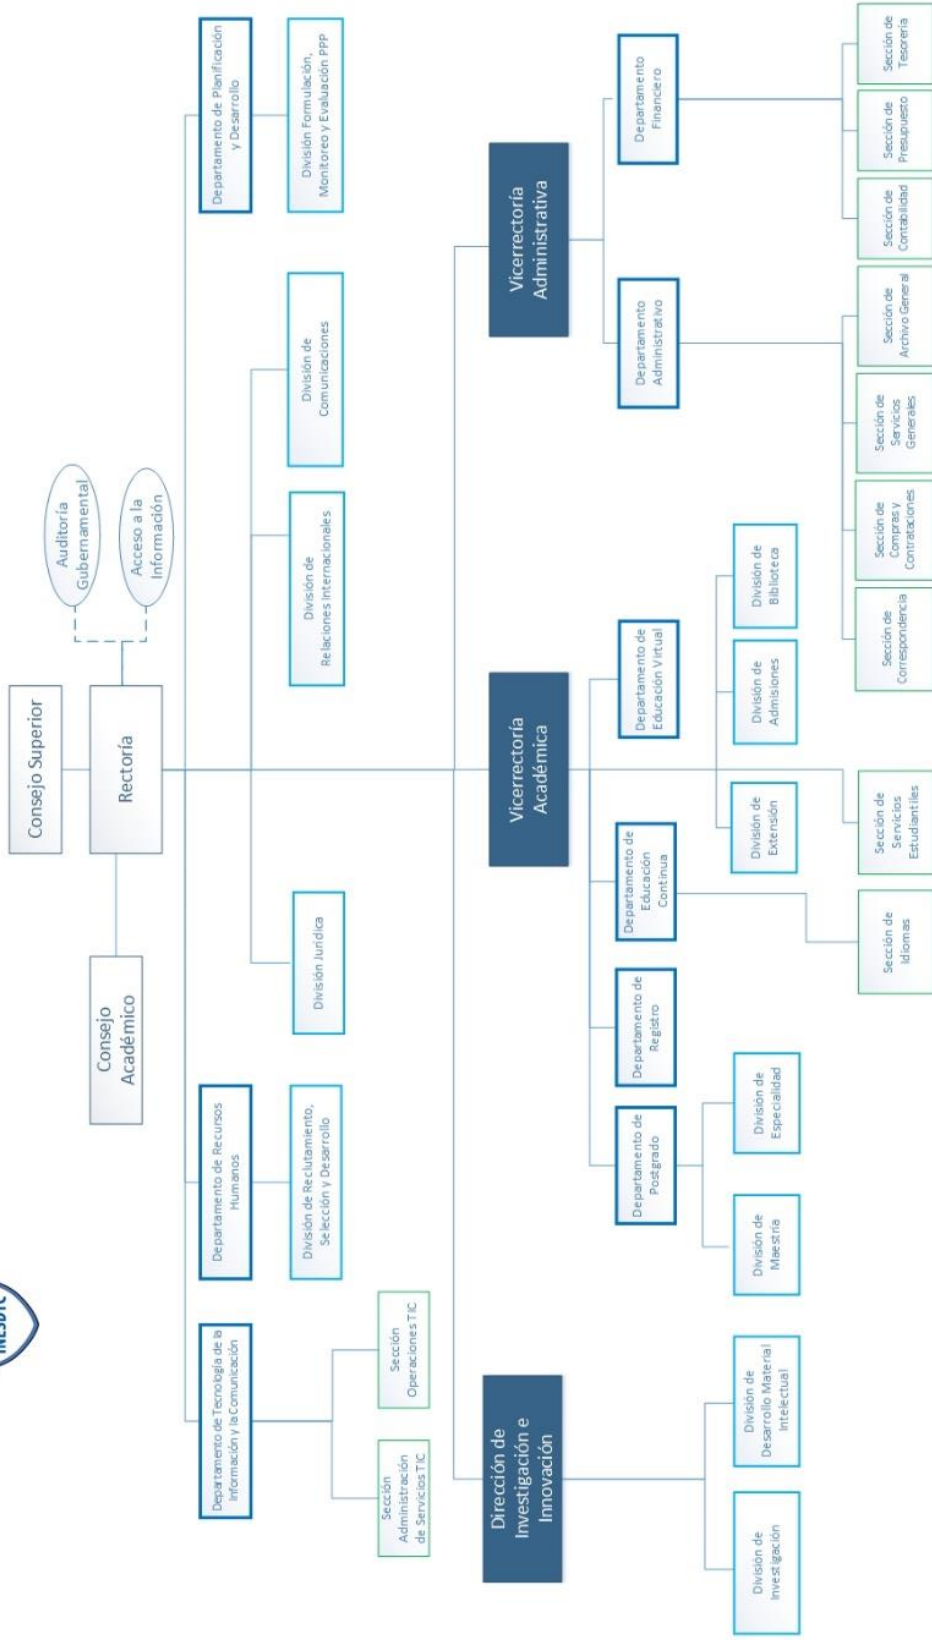 INESDYC
Consejo Superior
Rectoría
Consejo
Académico
Auditoría
Gubernamental
Acceso a la
Información
Departamento de Tecnología de la
Información y la Comunicación
Departamento de Recursos
Humanos
Departamento de Planificación
y Desarrollo
División de Reclutamiento,
Selección y Desarrollo
División Jurídica
División de
Relaciones Internacionales
División de
Comunicaciones
División Formulación,
Monitoreo y Evaluación PPP
Sección
Administración
de Servicios TIC
Sección
Operaciones TIC
Dirección de
Investigación e
Innovación
Vicerrectoría
Académica
Vicerrectoría
Administrativa
Departamento de
Postgrado
Departamento de
Registro
Departamento de
Educación
Continua
Departamento de
Educación Virtual
Departamento
Administrativo
Departamento
Financiero
División de
Investigación
División de
Desarrollo Material
Intelectual
División de
Maestría
División de
Especialidad
División de
Extensión
División de
Admisiones
División de
Biblioteca
Sección de
Idiomas
Sección de
Servicios
Estudiantiles
Sección de
Correspondencia
Sección de
Compras y
Contrataciones
Sección de
Servicios
Generales
Sección de
Archivo General
Sección de
Contabilidad
Sección de
Presupuesto
Sección de
Tesorería